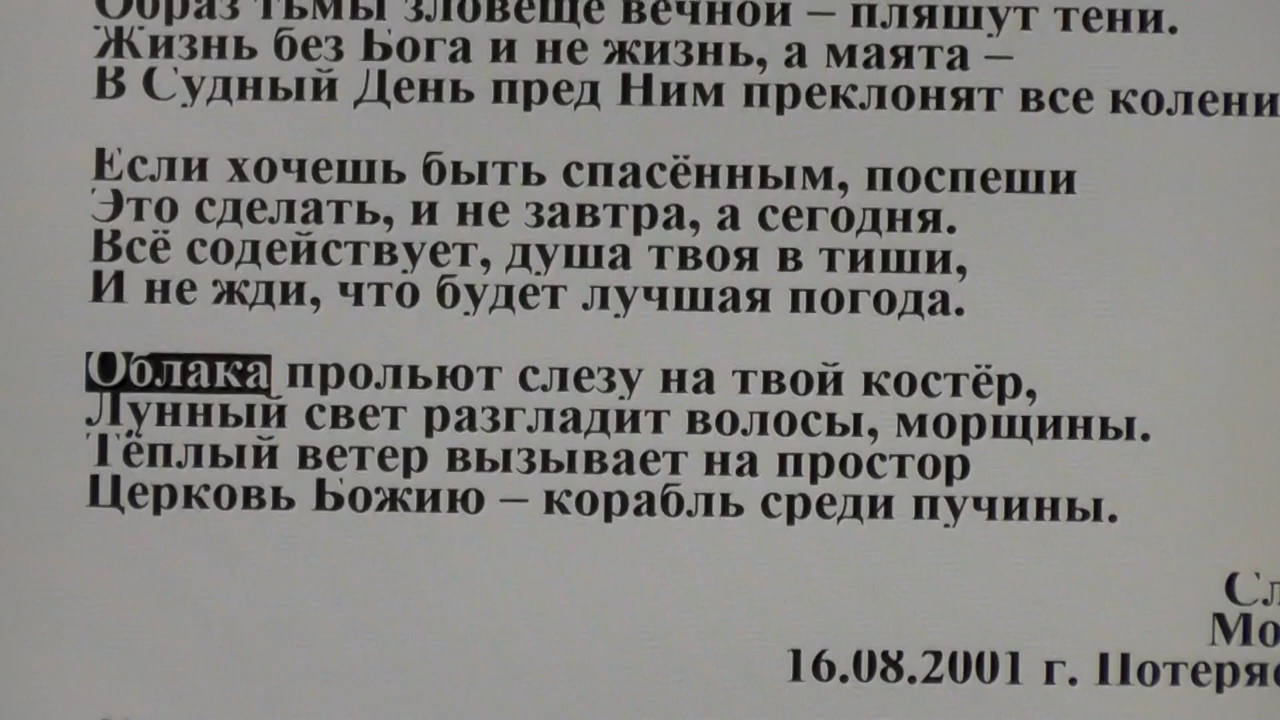 Образ тьмы зловеще вечной – пляшут тени.
Жизнь без Бога и не жизнь, а маята –
В Судный День пред Ним преклонят все колени
Если хочешь быть спасённым, поспеши
Это сделать, и не завтра, а сегодня.
Всё содействует, душа твоя в тиши,
И не жди, что будет лучшая погода.
Облака прольют слезу на твой костёр,
Лунный свет разгладит волосы, морщины.
Тёплый ветер вызывает на простор
Церковь Божию – корабль среди пучины.
16.08.2001 г.